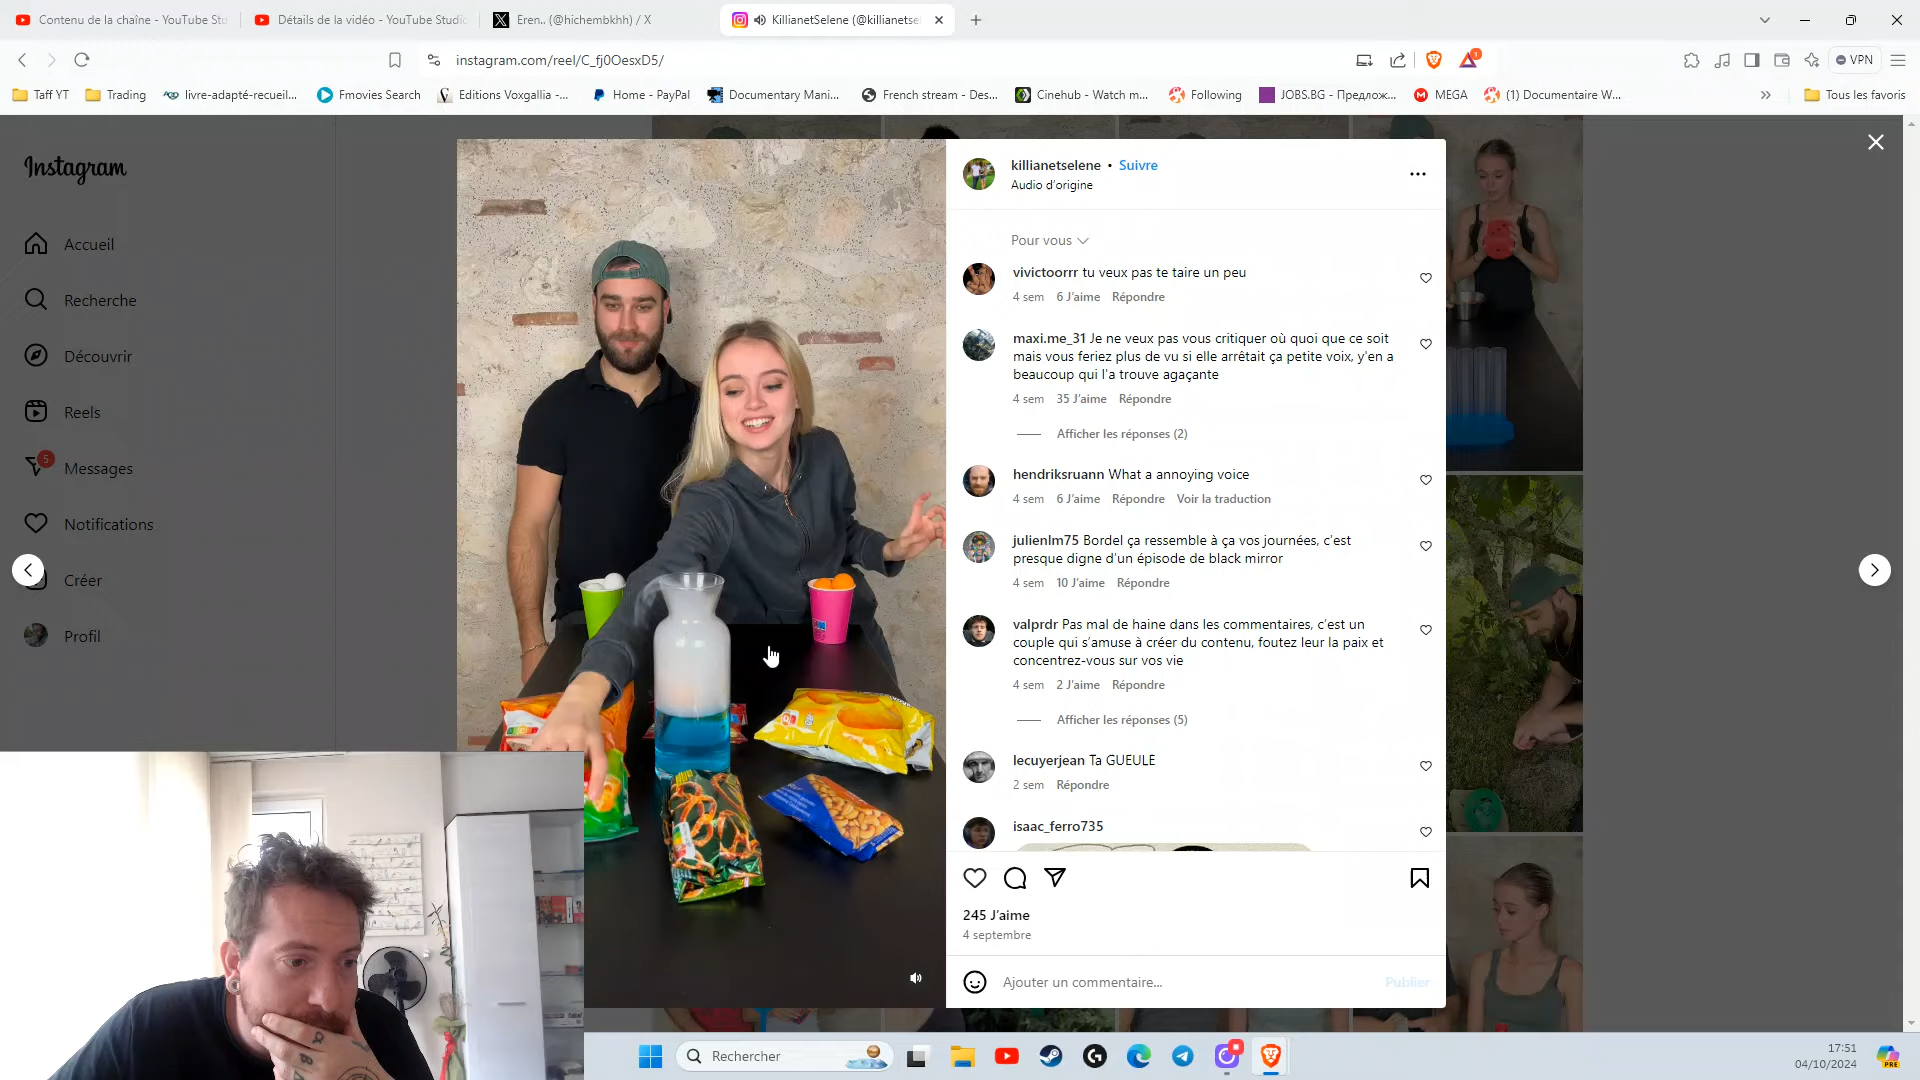 Contenu de la chaîne - YouTube Stu
Détails de la vidéo - YouTube Studio
Eren.. (@hichembkhh) / X
KillianetSelene (@killianetsele
instagram.com/reel/C_fj0OesxD5/
1
VPN
Taff YT
Trading
livre-adapté-recueil...
Fmovies Search
Editions Voxgallia -...
Home - PayPal
Documentary Mani...
French stream - Des...
Cinehub - Watch m...
Following
JOBS.BG - Предлож...
MEGA
(1) Documentaire W...
Tous les favoris
Instagram
Accueil
Recherche
Découvrir
Reels
5
Messages
Notifications
Créer
Profil
killianetselene • Suivre
Audio d'origine
Pour vous
vivictoorrr tu veux pas te taire un peu
4 sem 6 J'aime Répondre
maxi.me_31 Je ne veux pas vous critiquer où quoi que ce soit
mais vous feriez plus de vu si elle arrêtait ça petite voix, y'en a
beaucoup qui l'a trouve agaçante
4 sem 35 J'aime Répondre
Afficher les réponses (2)
hendriksruann What a annoying voice
4 sem 6 J'aime Répondre Voir la traduction
julienlm75 Bordel ça ressemble à ça vos journées, c'est
presque digne d'un épisode de black mirror
4 sem 10 J'aime Répondre
valprdr Pas mal de haine dans les commentaires, c'est un
couple qui s'amuse à créer du contenu, foutez leur la paix et
concentrez-vous sur vos vie
4 sem 2 J'aime Répondre
Afficher les réponses (5)
lecuyerjean Ta GUEULE
2 sem Répondre
isaac_ferro735
245 J'aime
4 septembre
Ajouter un commentaire...
Publier
Rechercher
17:51
04/10/2024
PRE